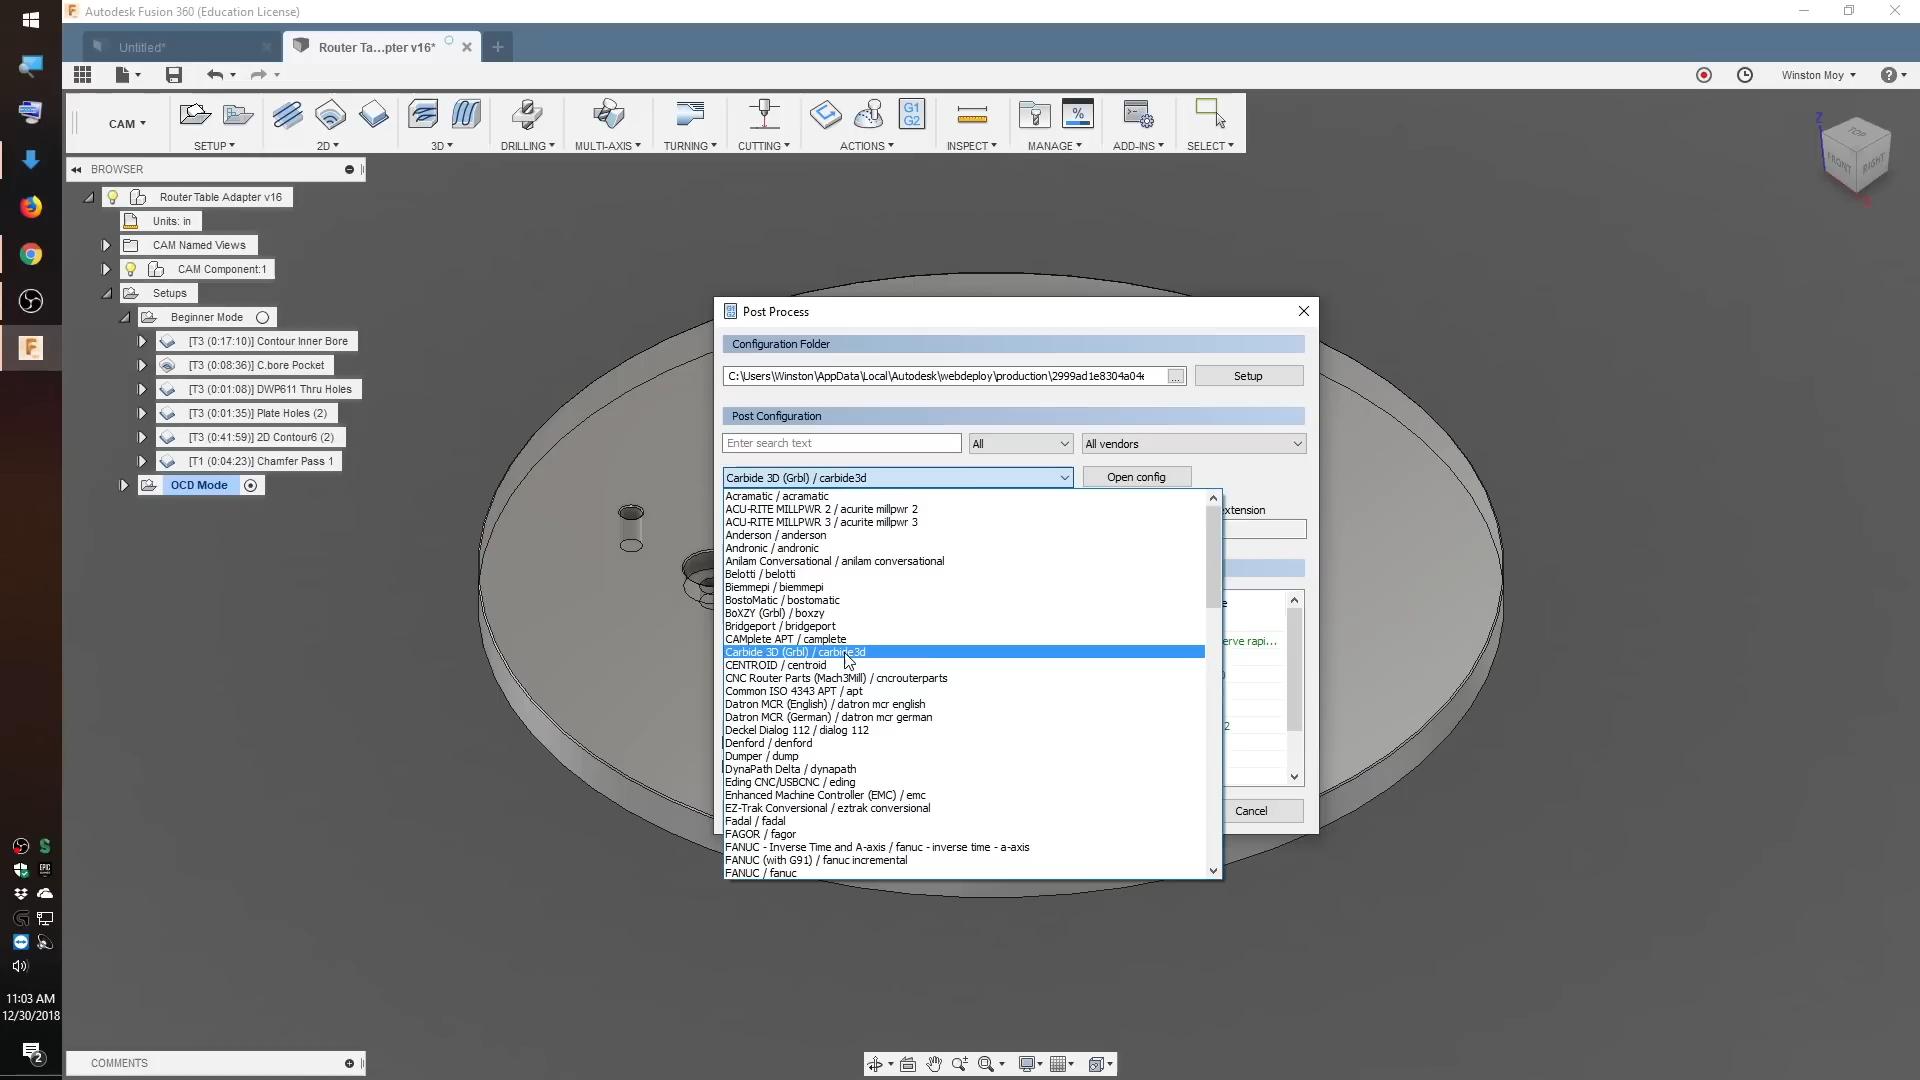 Autodesk Fusion 360 (Education License)
Untitled*
Router Ta...pter v16*
Winston Moy
CAM
SETUP
2D
3D
DRILLING
MULTI-AXIS
TURNING
CUTTING
G1
G2
ACTIONS
INSPECT
%
MANAGE
ADD-INS
SELECT
Z
TOP
FRONT
RIGHT
BROWSER
Router Table Adapter v16
Units: in
CAM Named Views
CAM Component:1
Setups
Beginner Mode
[T3 (0:17:10)] Contour Inner Bore
[T3 (0:08:36)] C.bore Pocket
[T3 (0:01:08)] DWP611 Thru Holes
[T3 (0:01:35)] Plate Holes (2)
[T3 (0:41:59)] 2D Contour6 (2)
[T1 (0:04:23)] Chamfer Pass 1
OCD Mode
Post Process
Configuration Folder
C:\Users\Winston\AppData\Local\Autodesk\webdeploy\production\2999ad1e8304a04e
...
Setup
Post Configuration
Enter search text
All
All vendors
Carbide 3D (Grbl) / carbide3d
Open config
Acramatic / acramatic
ACU-RITE MILLPWR 2 / acurite millpwr 2
ACU-RITE MILLPWR 3 / acurite millpwr 3
Anderson / anderson
Andronic / andronic
Anilam Conversational / anilam conversational
Belotti / belotti
Biemmepi / biemmepi
BostoMatic / bostomatic
BoXZY (Grbl) / boxzy
Bridgeport / bridgeport
CAMplete APT / camplete
Carbide 3D (Grbl) / carbide3d
CENTROID / centroid
CNC Router Parts (Mach3Mill) / cncrouterparts
Common ISO 4343 APT / apt
Datron MCR (English) / datron mcr english
Datron MCR (German) / datron mcr german
Deckel Dialog 112 / dialog 112
Denford / denford
Dumper / dump
DynaPath Delta / dynapath
Eding CNC/USBCNC / eding
Enhanced Machine Controller (EMC) / emc
EZ-Trak Conversional / eztrak conversional
Fadal / fadal
FAGOR / fagor
FANUC - Inverse Time and A-axis / fanuc - inverse time - a-axis
FANUC (with G91) / fanuc incremental
FANUC / fanuc
xtension
erve rapi...
2
Cancel
11:03 AM
12/30/2018
2
COMMENTS